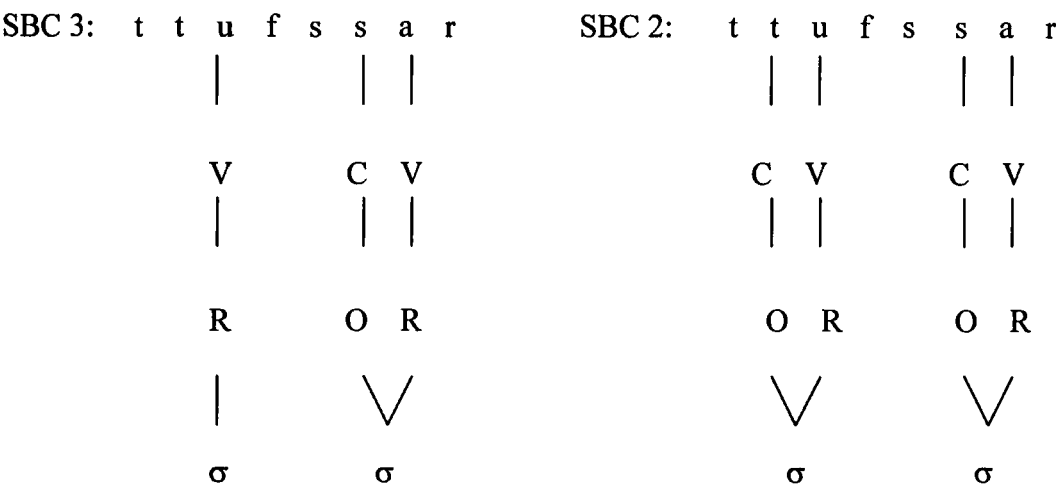 SBC 3: t t u f s s a r SBC 2: t t u f s s a r
V C V C V C V
R O R O R O R
σ σ σ σ